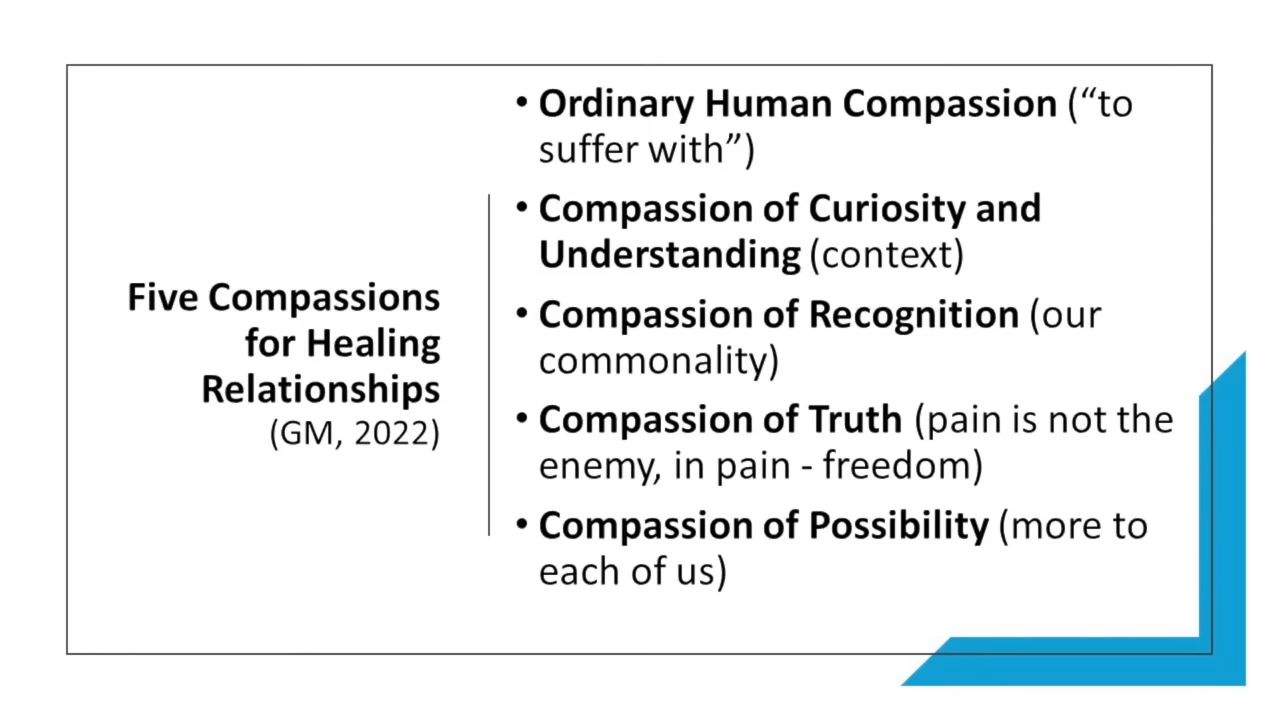 Five Compassions
for Healing
Relationships
(GM, 2022)
• Ordinary Human Compassion (“to
suffer with”)
• Compassion of Curiosity and
Understanding (context)
• Compassion of Recognition (our
commonality)
• Compassion of Truth (pain is not the
enemy, in pain - freedom)
• Compassion of Possibility (more to
each of us)